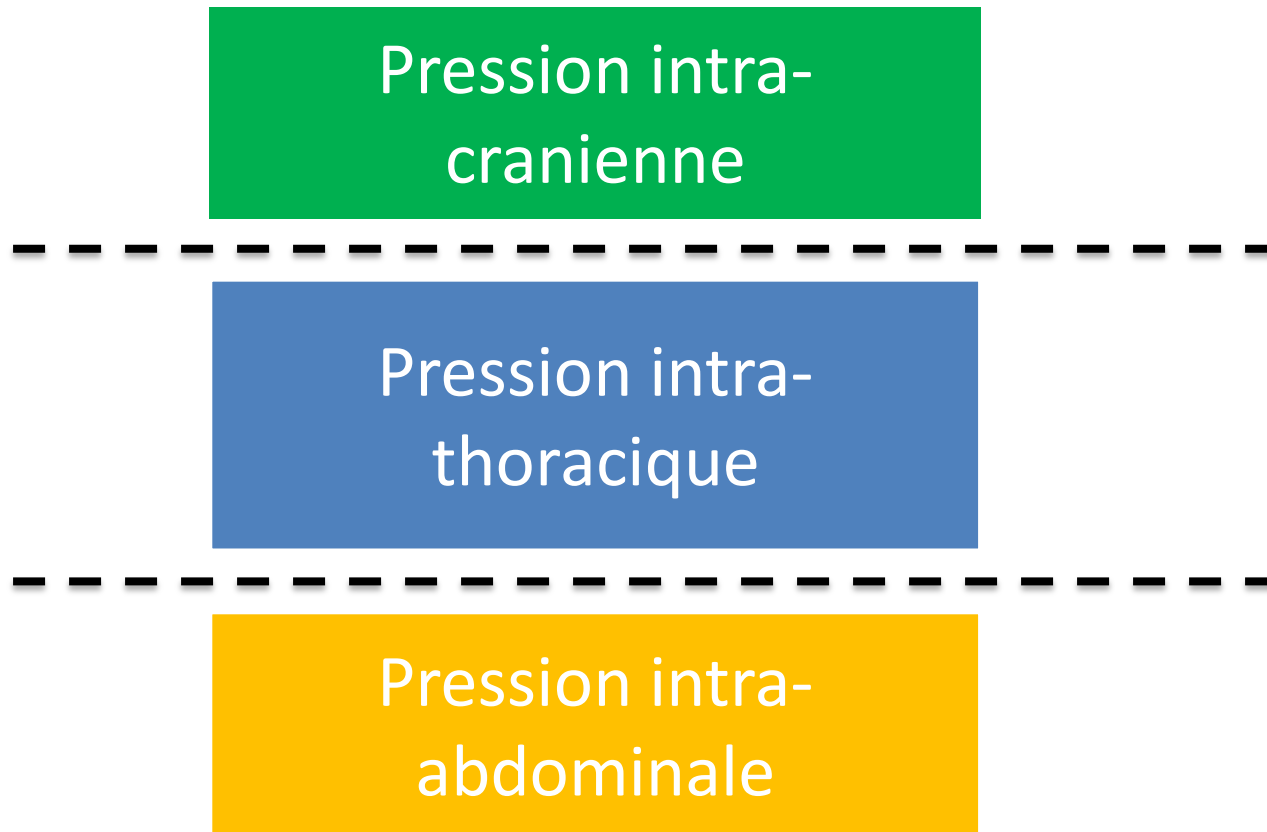 Pression intra-
cranienne
Pression intra-
thoracique
Pression intra-
abdominale